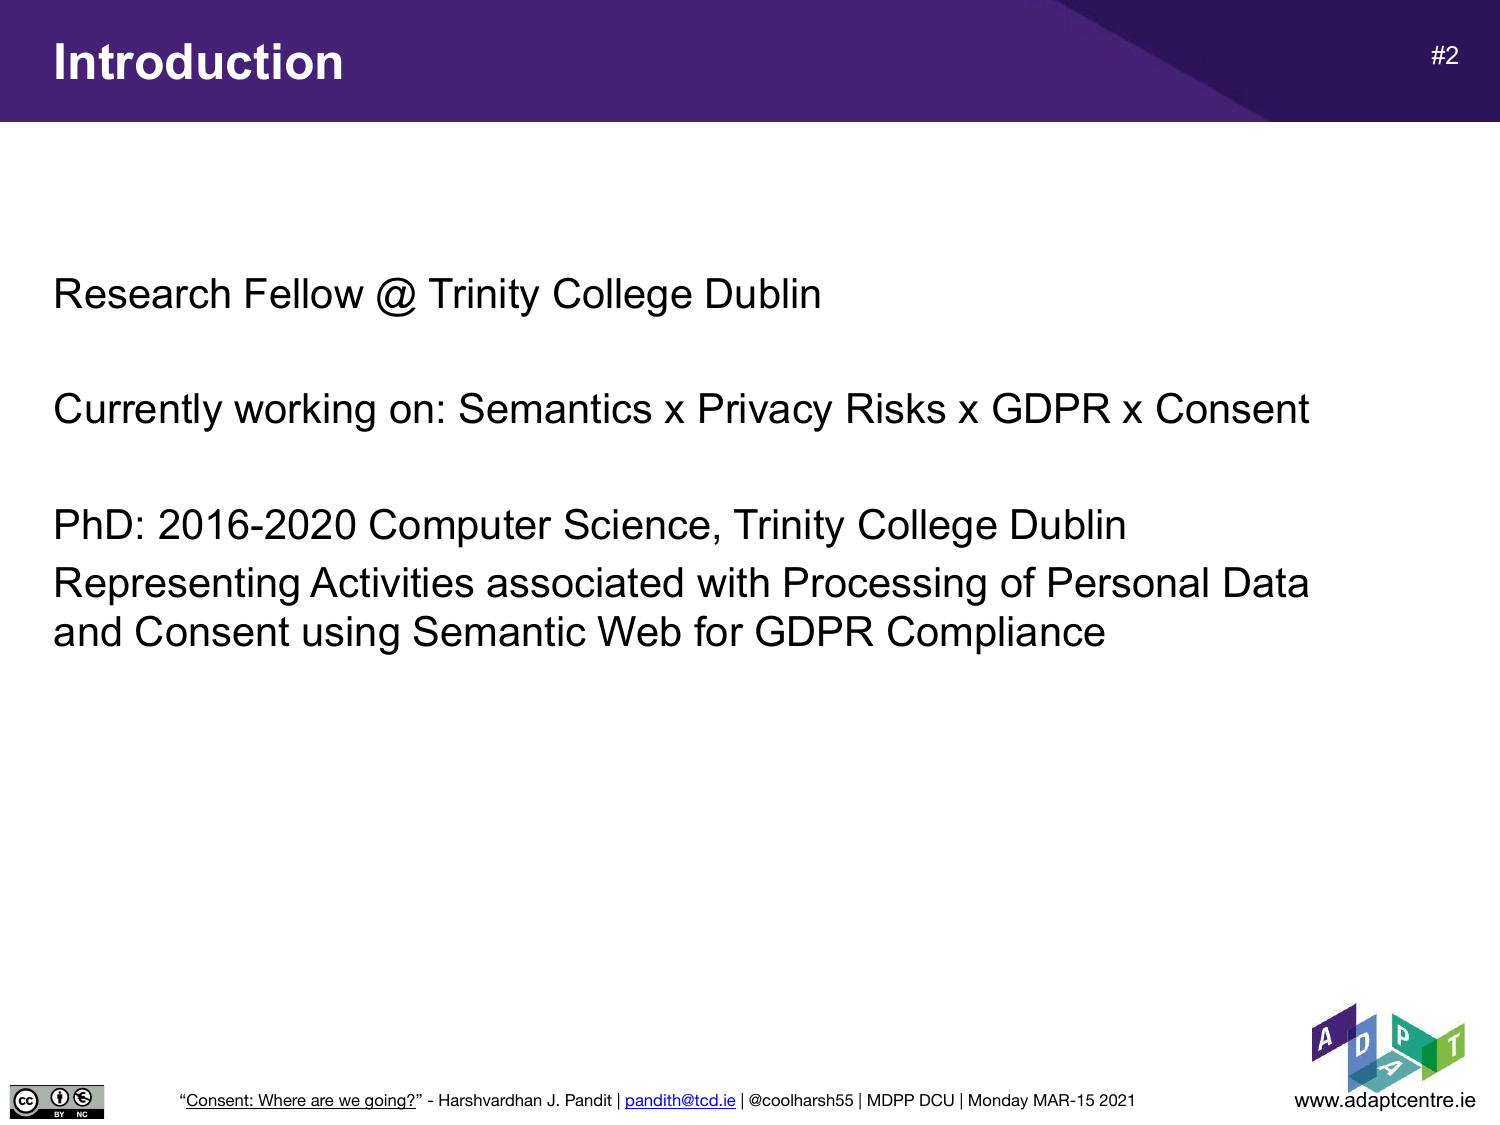 Introduction
#2
Research Fellow @ Trinity College Dublin
Currently working on: Semantics x Privacy Risks x GDPR x Consent
PhD: 2016-2020 Computer Science, Trinity College Dublin
Representing Activities associated with Processing of Personal Data
and Consent using Semantic Web for GDPR Compliance
ADAPT
www.adaptcentre.ie
cc BY NC
“Consent: Where are we going?” - Harshvardhan J. Pandit | pandith@tcd.ie | @coolharsh55 | MDPP DCU | Monday MAR-15 2021